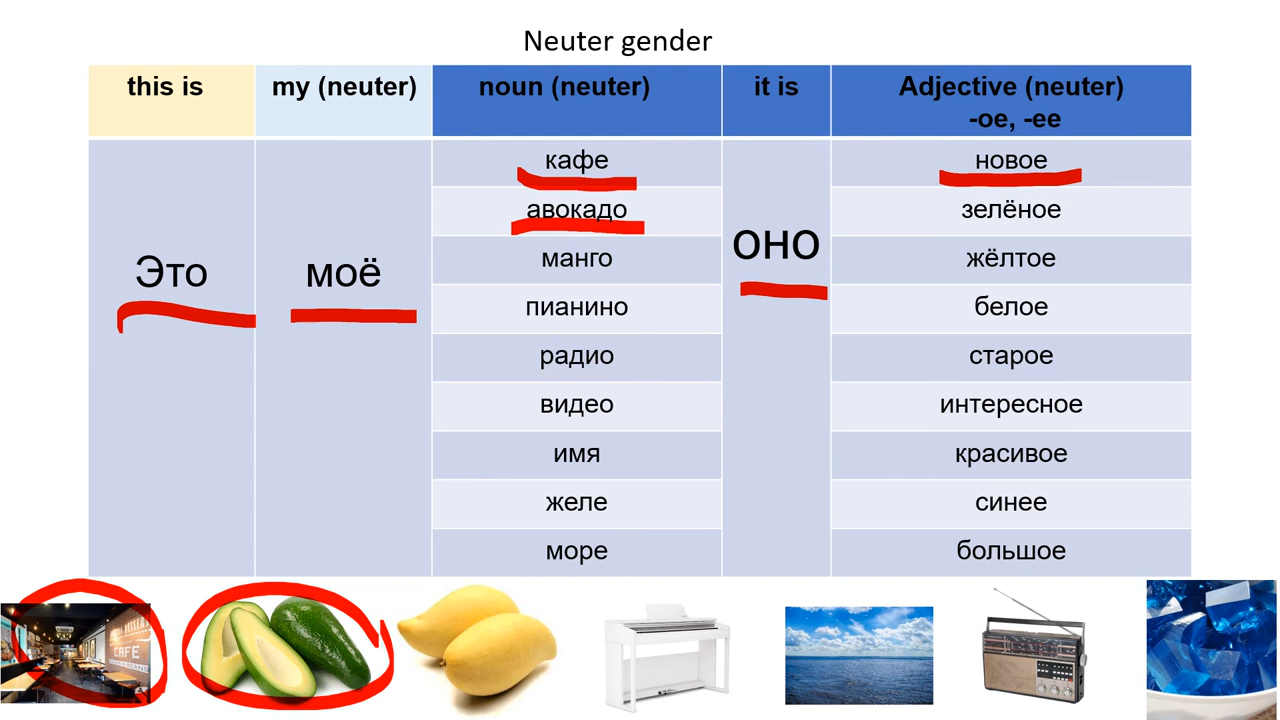 Neuter gender
this is my (neuter) noun (neuter) it is Adjective (neuter)
-ое, -ее
кафе новое
авокадо зелёное
Это моё манго оно жёлтое
пианино белое
радио старое
видео интересное
имя красивое
желе синее
море большое
CAFE